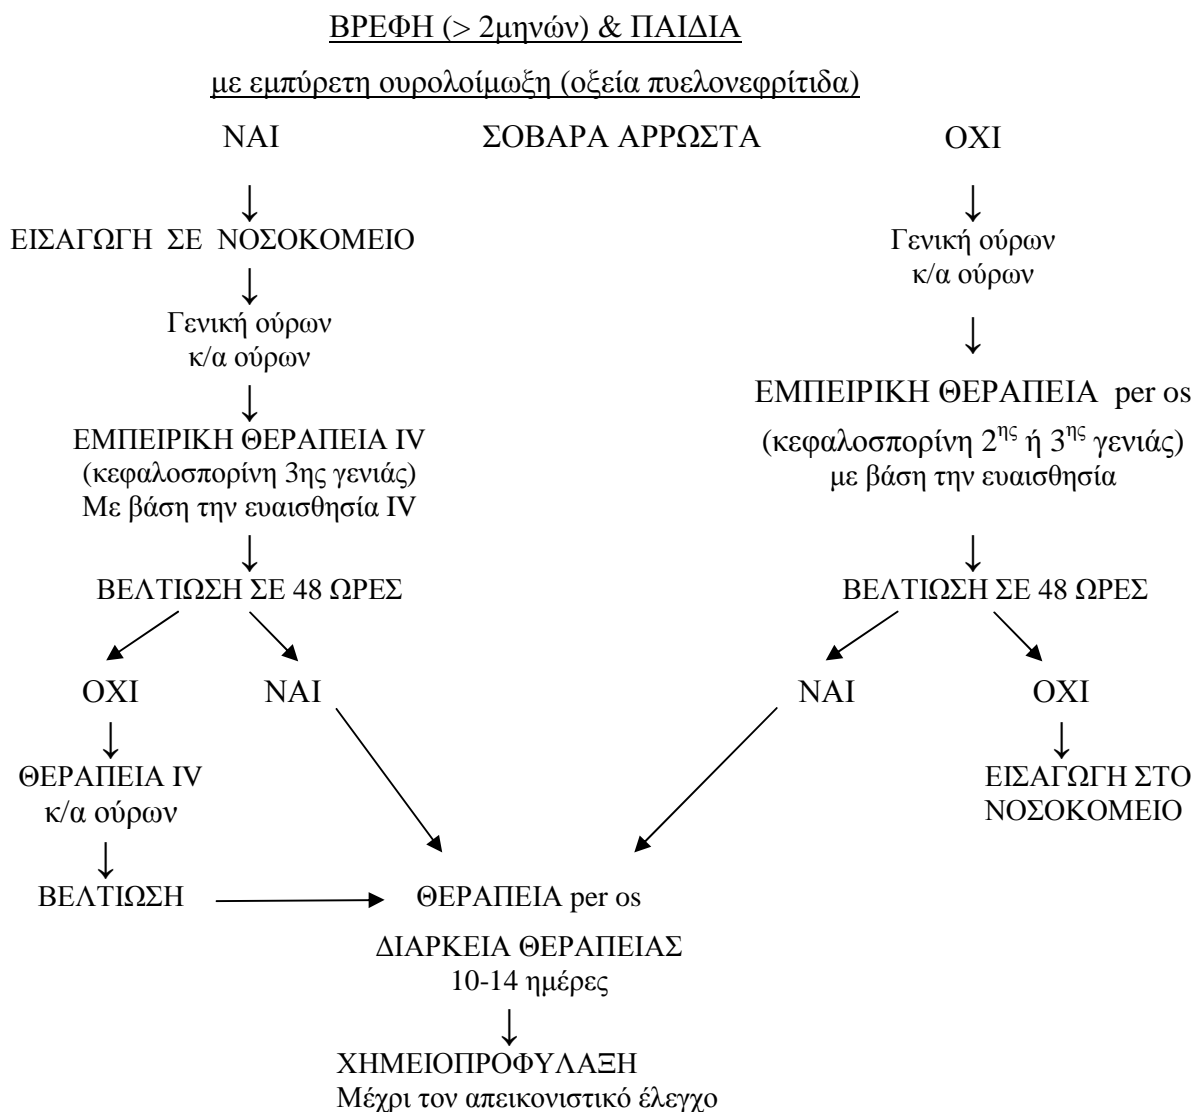 ΒΡΕΦΗ (> 2μηνών) & ΠΑΙΔΙΑ
με εμπύρετη ουρολοίμωξη (οξεία πυελονεφρίτιδα)
ΝΑΙ ΣΟΒΑΡΑ ΑΡΡΩΣΤΑ ΟΧΙ
↓ ↓
ΕΙΣΑΓΩΓΗ ΣΕ ΝΟΣΟΚΟΜΕΙΟ
↓
Γενική ούρων
κ/α ούρων
↓
ΕΜΠΕΙΡΙΚΗ ΘΕΡΑΠΕΙΑ IV
(κεφαλοσπορίνη 3ης γενιάς)
Με βάση την ευαισθησία IV
↓
ΒΕΛΤΙΩΣΗ ΣΕ 48 ΩΡΕΣ
ΟΧΙ ΝΑΙ
↓
ΘΕΡΑΠΕΙΑ IV
κ/α ούρων
↓
ΒΕΛΤΙΩΣΗ
Γενική ούρων
κ/α ούρων
↓
ΕΜΠΕΙΡΙΚΗ ΘΕΡΑΠΕΙΑ per os
(κεφαλοσπορίνη 2ης ή 3ης γενιάς)
με βάση την ευαισθησία
↓
ΒΕΛΤΙΩΣΗ ΣΕ 48 ΩΡΕΣ
ΝΑΙ ΟΧΙ
↓
ΕΙΣΑΓΩΓΗ ΣΤΟ
ΝΟΣΟΚΟΜΕΙΟ
ΘΕΡΑΠΕΙΑ per os
ΔΙΑΡΚΕΙΑ ΘΕΡΑΠΕΙΑΣ
10-14 ημέρες
↓
ΧΗΜΕΙΟΠΡΟΦΥΛΑΞΗ
Μέχρι τον απεικονιστικό έλεγχο